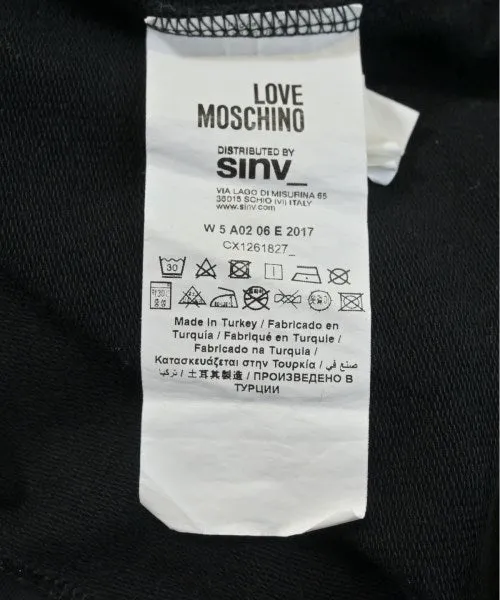 LOVE
MOSCHINO
DISTRIBUTED BY
sinv_
VIA LAGO DI MISURINA 65
36015 SCHIO (VI) ITALY
www.sinv.com
W 5 A02 06 E 2017
CX1261827_
30
Made in Turkey / Fabricado en
Turquía / Fabriqué en Turquie /
Fabricado na Turquia /
Κατασκευάζεται στην Τουρκία / صنع في
تركيا / 土耳其製造 / ПРОИЗВЕДЕНО В
ТУРЦИИ